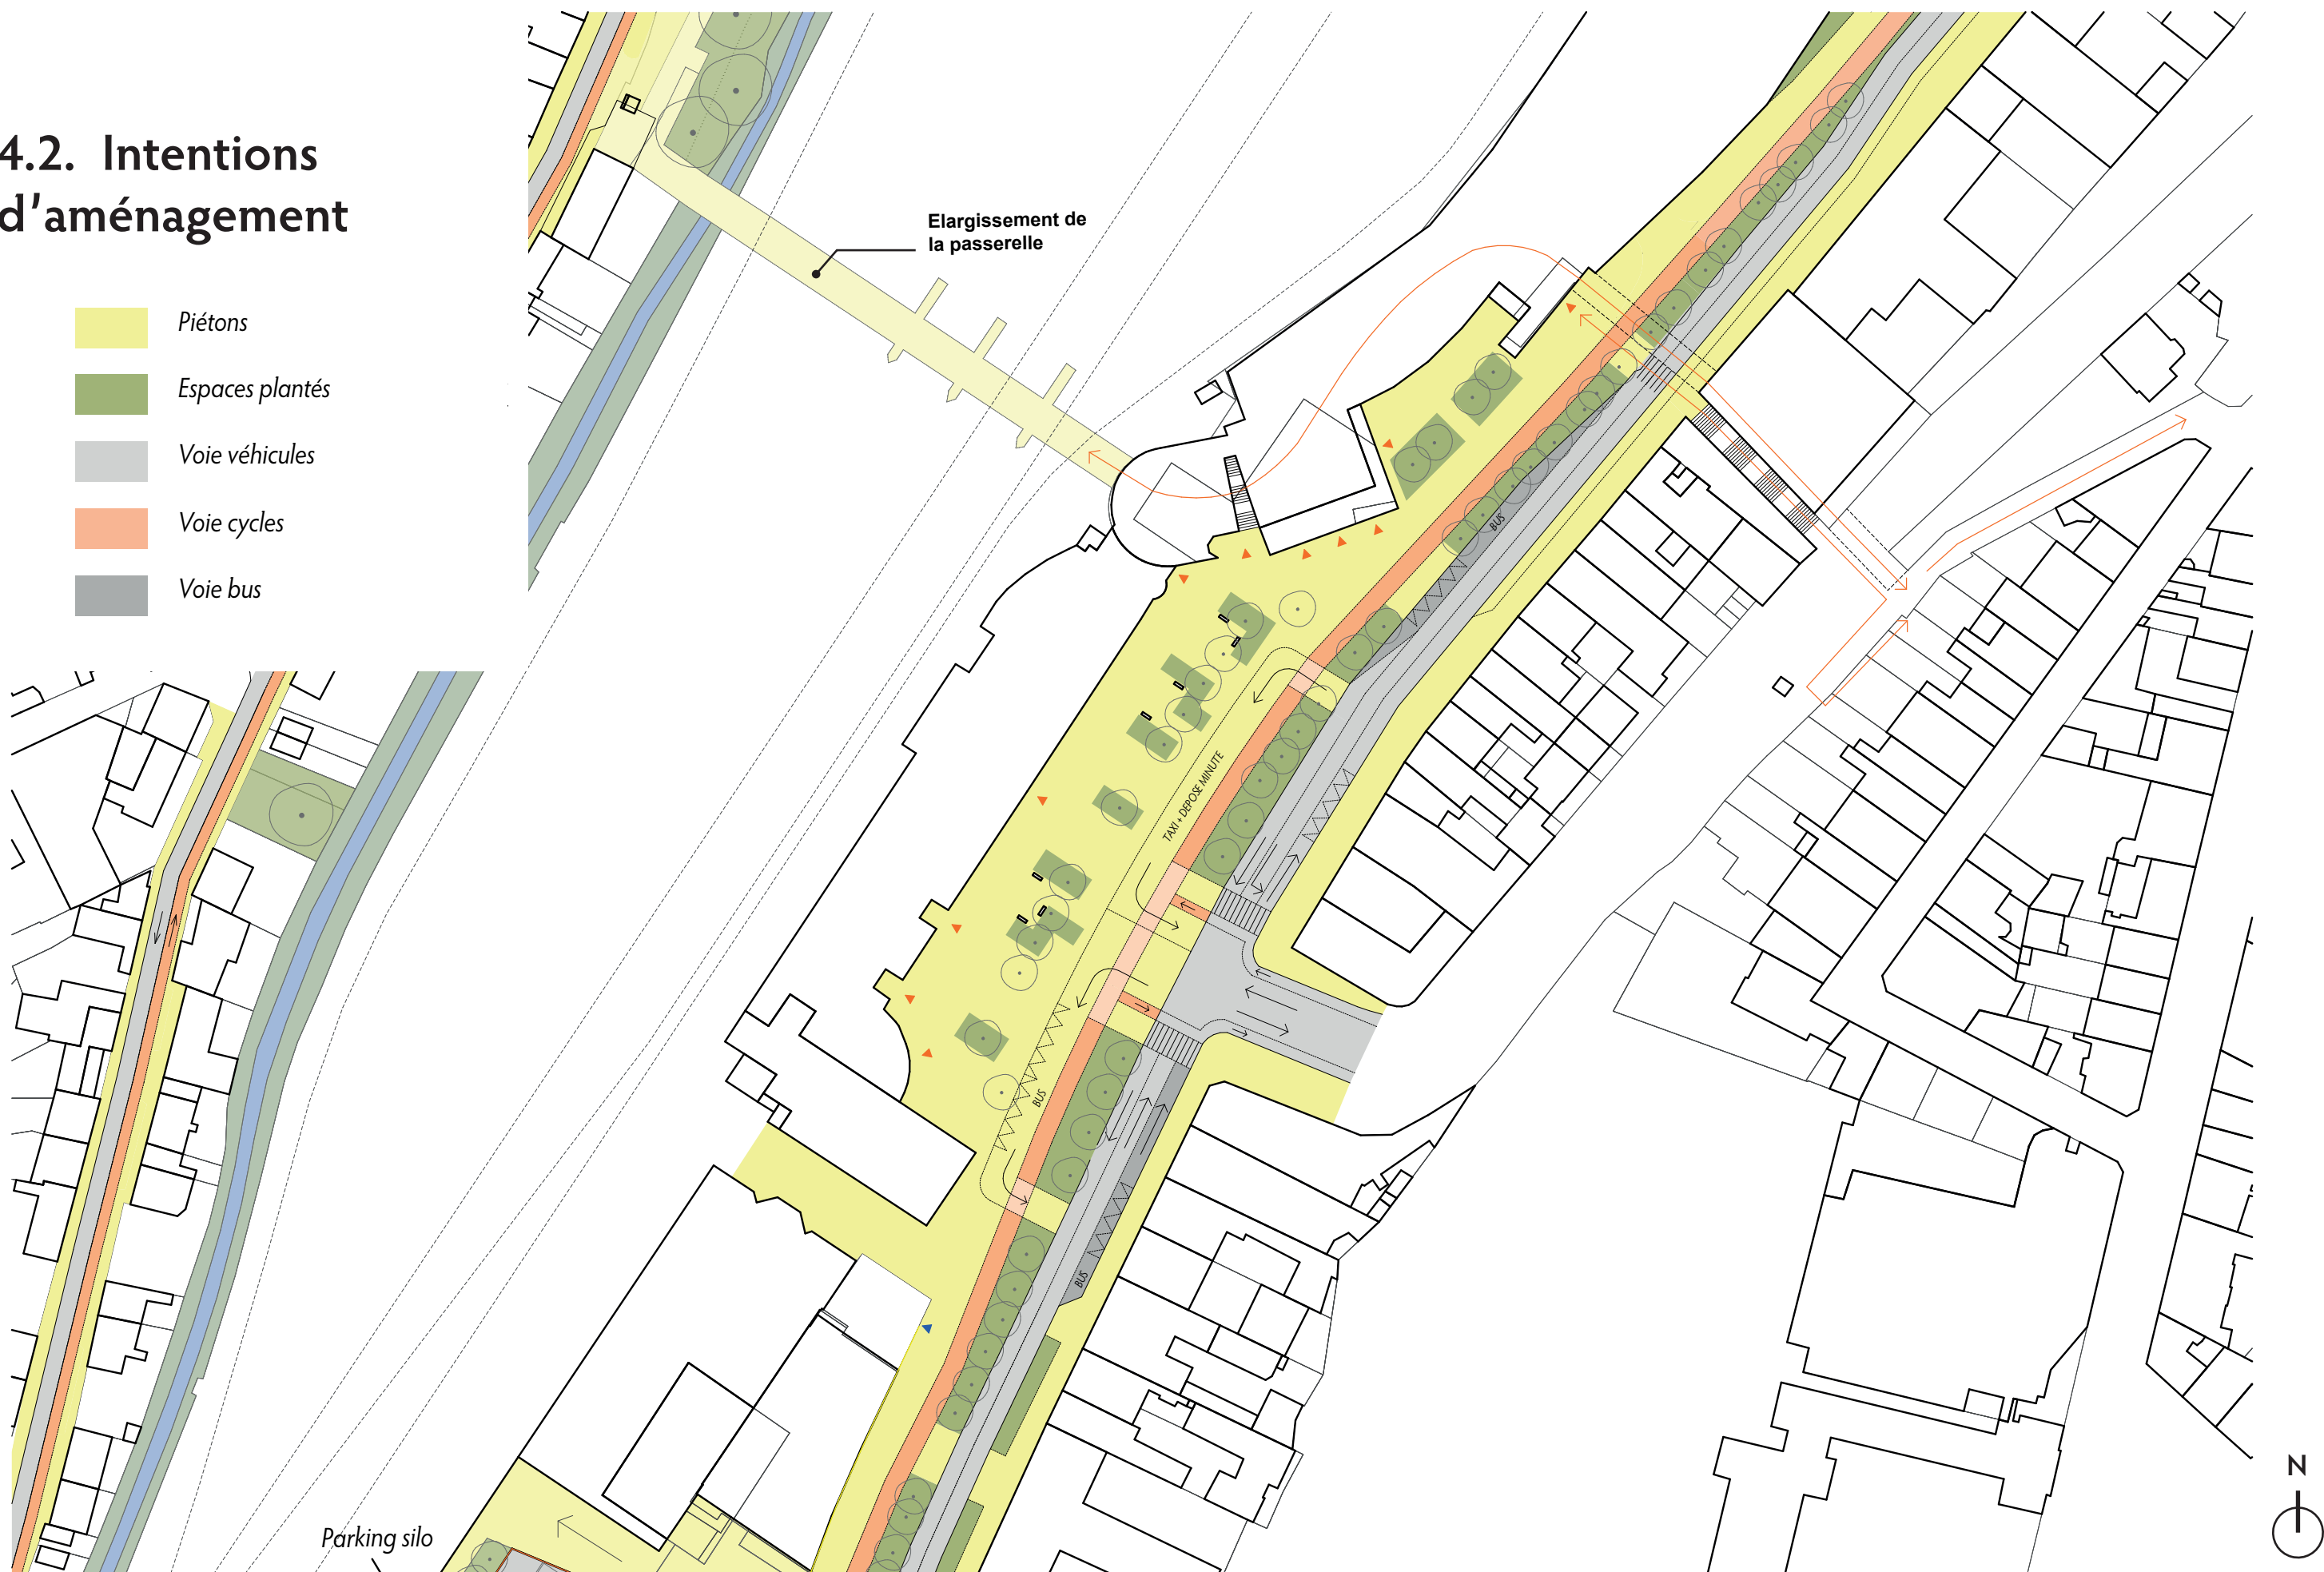 4.2. Intentions
d'aménagement
Piétons
Espaces plantés
Voie véhicules
Voie cycles
Voie bus
Elargissement de
la passerelle
BUS
TAXI + DEPOSE MINUTE
BUS
BUS
Parking silo
N